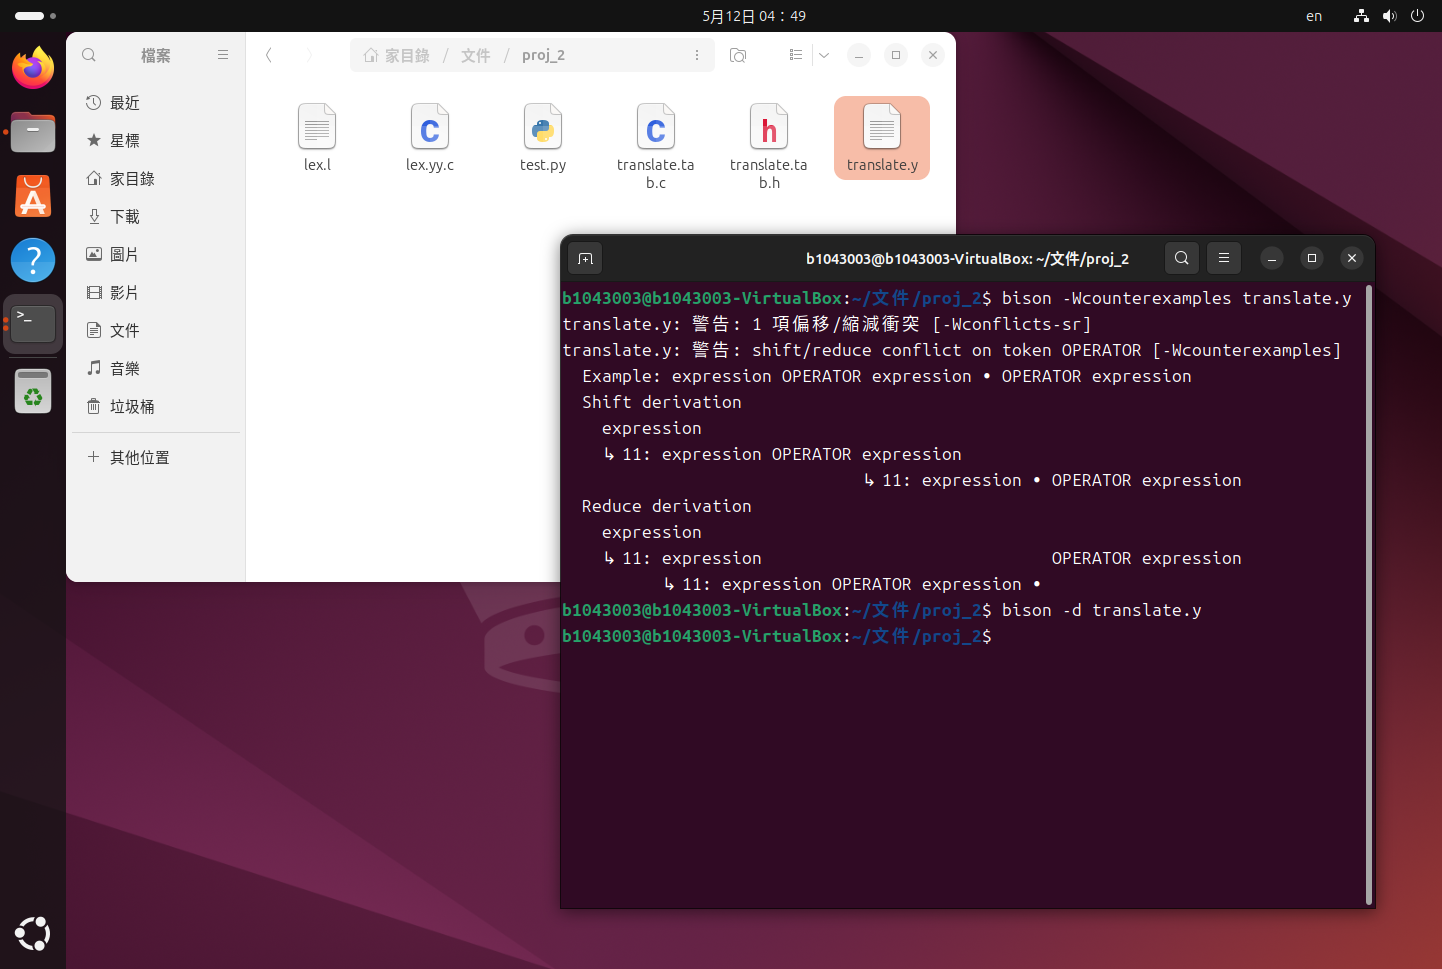 5月12日 04：49
en
檔案
家目錄 / 文件 / proj_2
最近
星標
家目錄
下載
圖片
影片
文件
音樂
垃圾桶
其他位置
lex.l
lex.yy.c
test.py
translate.ta
b.c
translate.ta
b.h
translate.y
b1043003@b1043003-VirtualBox: ~/文件/proj_2
b1043003@b1043003-VirtualBox:~/文件/proj_2$ bison -Wcounterexamples translate.y
translate.y: 警告: 1 項偏移/縮減衝突 [-Wconflicts-sr]
translate.y: 警告: shift/reduce conflict on token OPERATOR [-Wcounterexamples]
Example: expression OPERATOR expression • OPERATOR expression
Shift derivation
expression
↳ 11: expression OPERATOR expression
↳ 11: expression • OPERATOR expression
Reduce derivation
expression
↳ 11: expression OPERATOR expression
↳ 11: expression OPERATOR expression •
b1043003@b1043003-VirtualBox:~/文件/proj_2$ bison -d translate.y
b1043003@b1043003-VirtualBox:~/文件/proj_2$